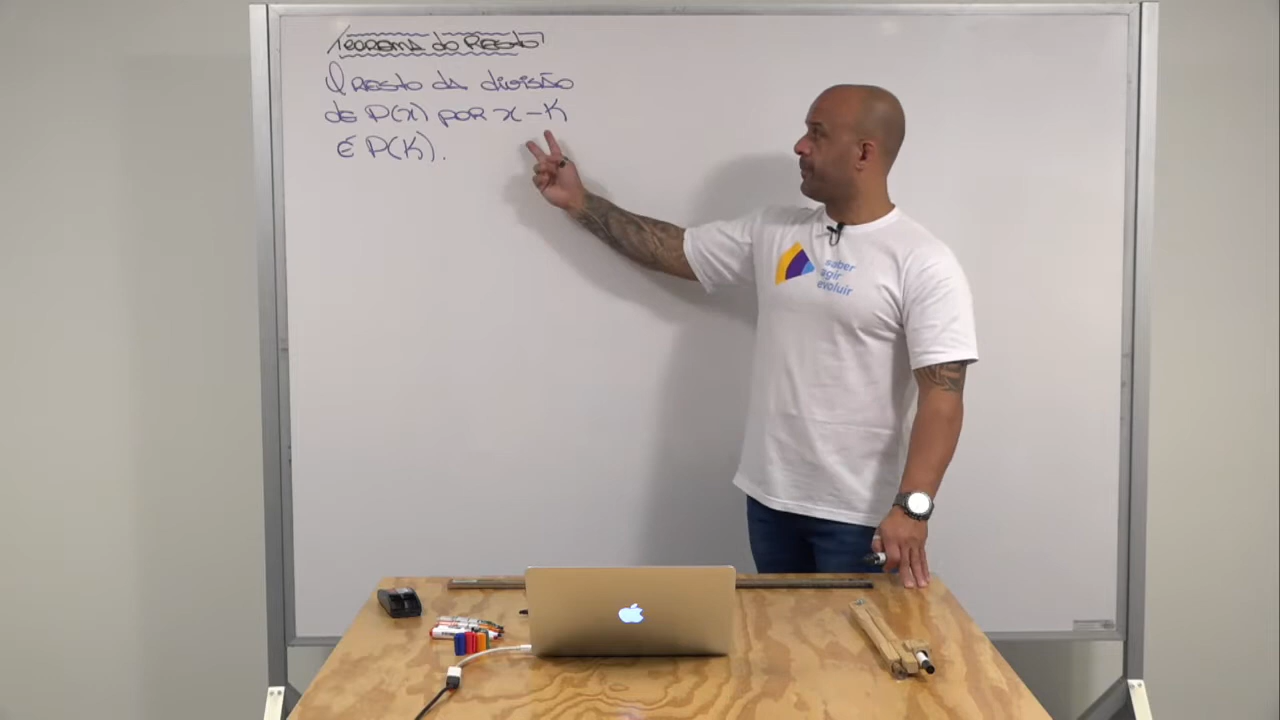 Teorema do Resto
O resto da divisão
de P(x) por x - K
é P(K).
saber
agir
evoluir